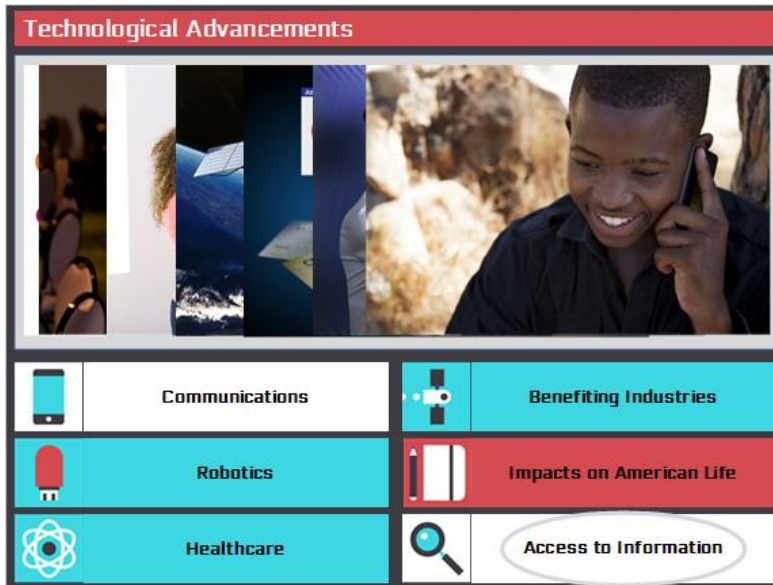 Technological Advancements
Communications
Benefiting Industries
Robotics
Impacts on American Life
Healthcare
Access to Information